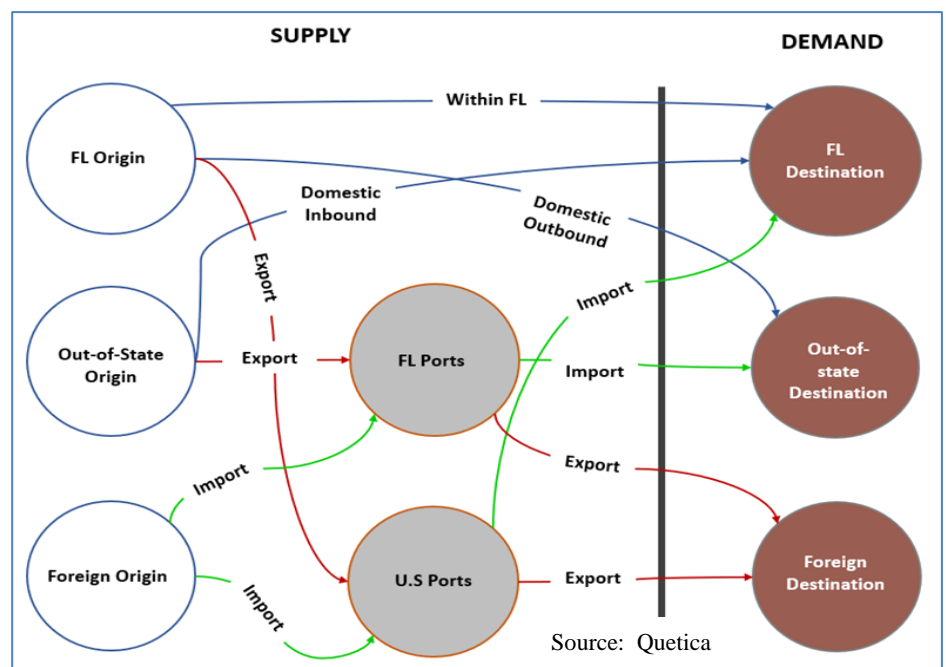 SUPPLY
DEMAND
Within FL
FL Origin
FL
Destination
Domestic
Inbound
Domestic
Outbound
Export
Import
Out-of-State
Origin
Export
FL Ports
Import
Out-of-
state
Destination
Import
Export
Foreign Origin
Import
U.S Ports
Export
Foreign
Destination
Source: Quetica